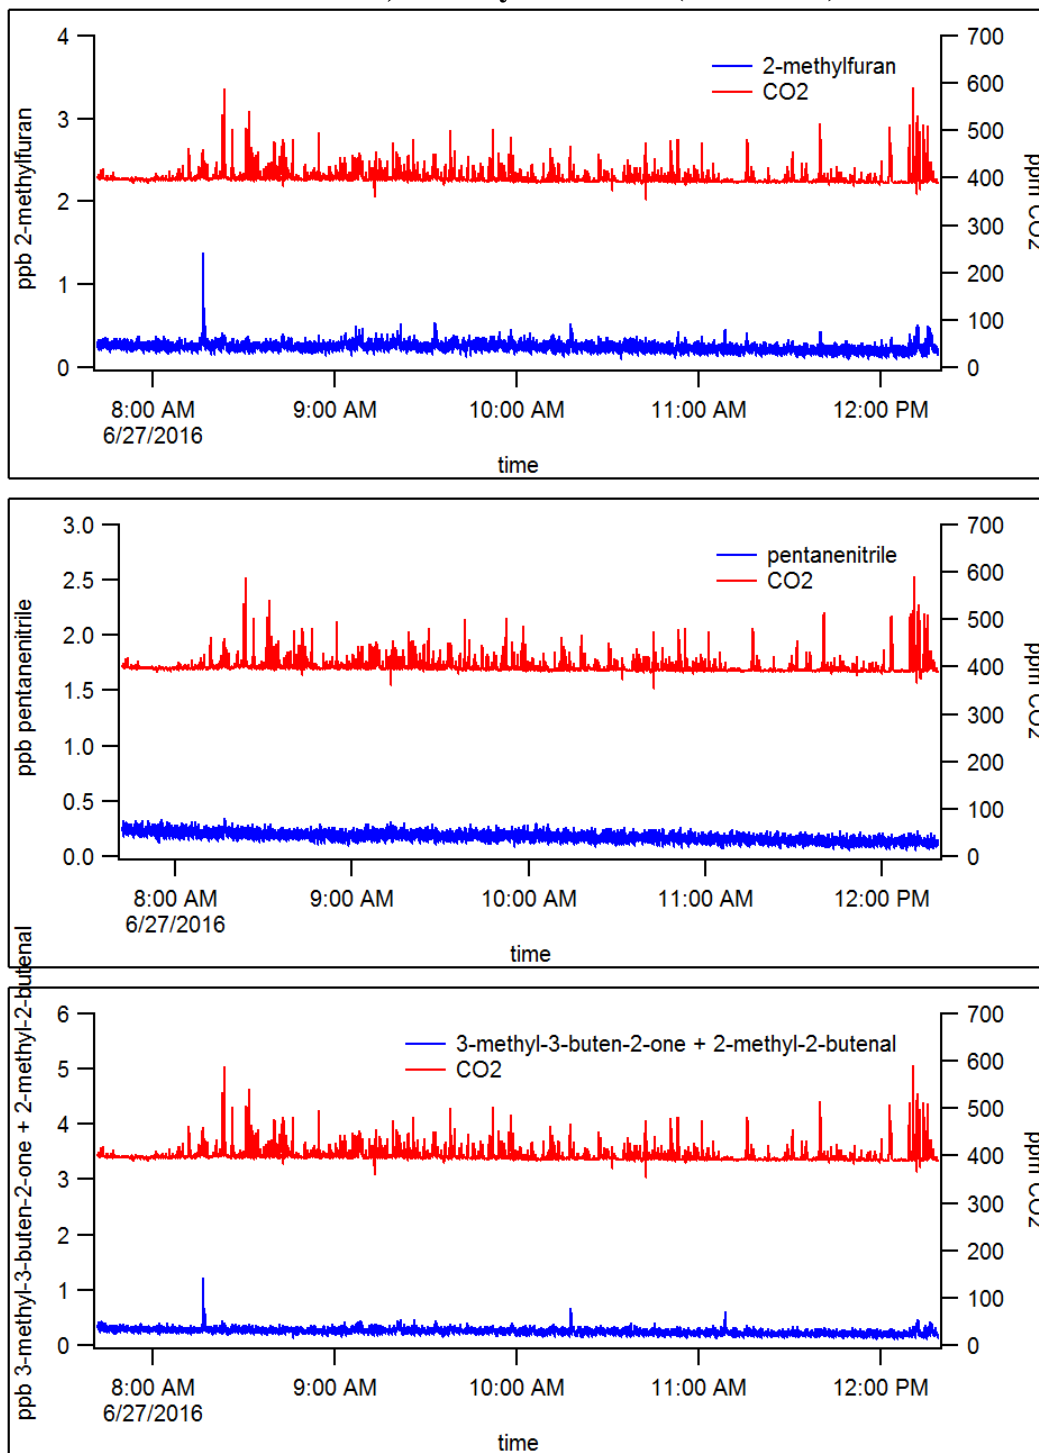 4
3
2
1
0
ppb 2-methylfuran
2-methylfuran
CO2
700
600
500
400
300
200
100
0
ppm CO2
8:00 AM
6/27/2016
9:00 AM
10:00 AM
11:00 AM
12:00 PM
time
3.0
2.5
2.0
1.5
1.0
0.5
0.0
ppb pentanenitrile
pentanenitrile
CO2
700
600
500
400
300
200
100
0
ppm CO2
8:00 AM
6/27/2016
9:00 AM
10:00 AM
11:00 AM
12:00 PM
time
6
5
4
3
2
1
0
ppb 3-methyl-3-buten-2-one + 2-methyl-2-butenal
3-methyl-3-buten-2-one + 2-methyl-2-butenal
CO2
700
600
500
400
300
200
100
0
ppm CO2
8:00 AM
6/27/2016
9:00 AM
10:00 AM
11:00 AM
12:00 PM
time